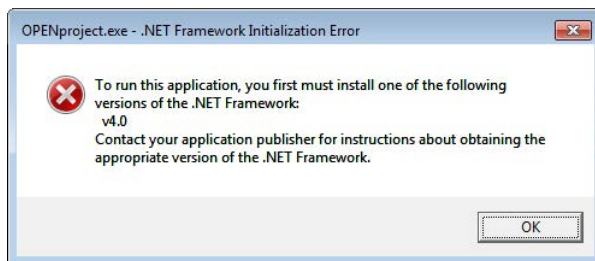 OPENproject.exe - .NET Framework Initialization Error
To run this application, you first must install one of the following
versions of the .NET Framework:
v4.0
Contact your application publisher for instructions about obtaining the
appropriate version of the .NET Framework.
OK